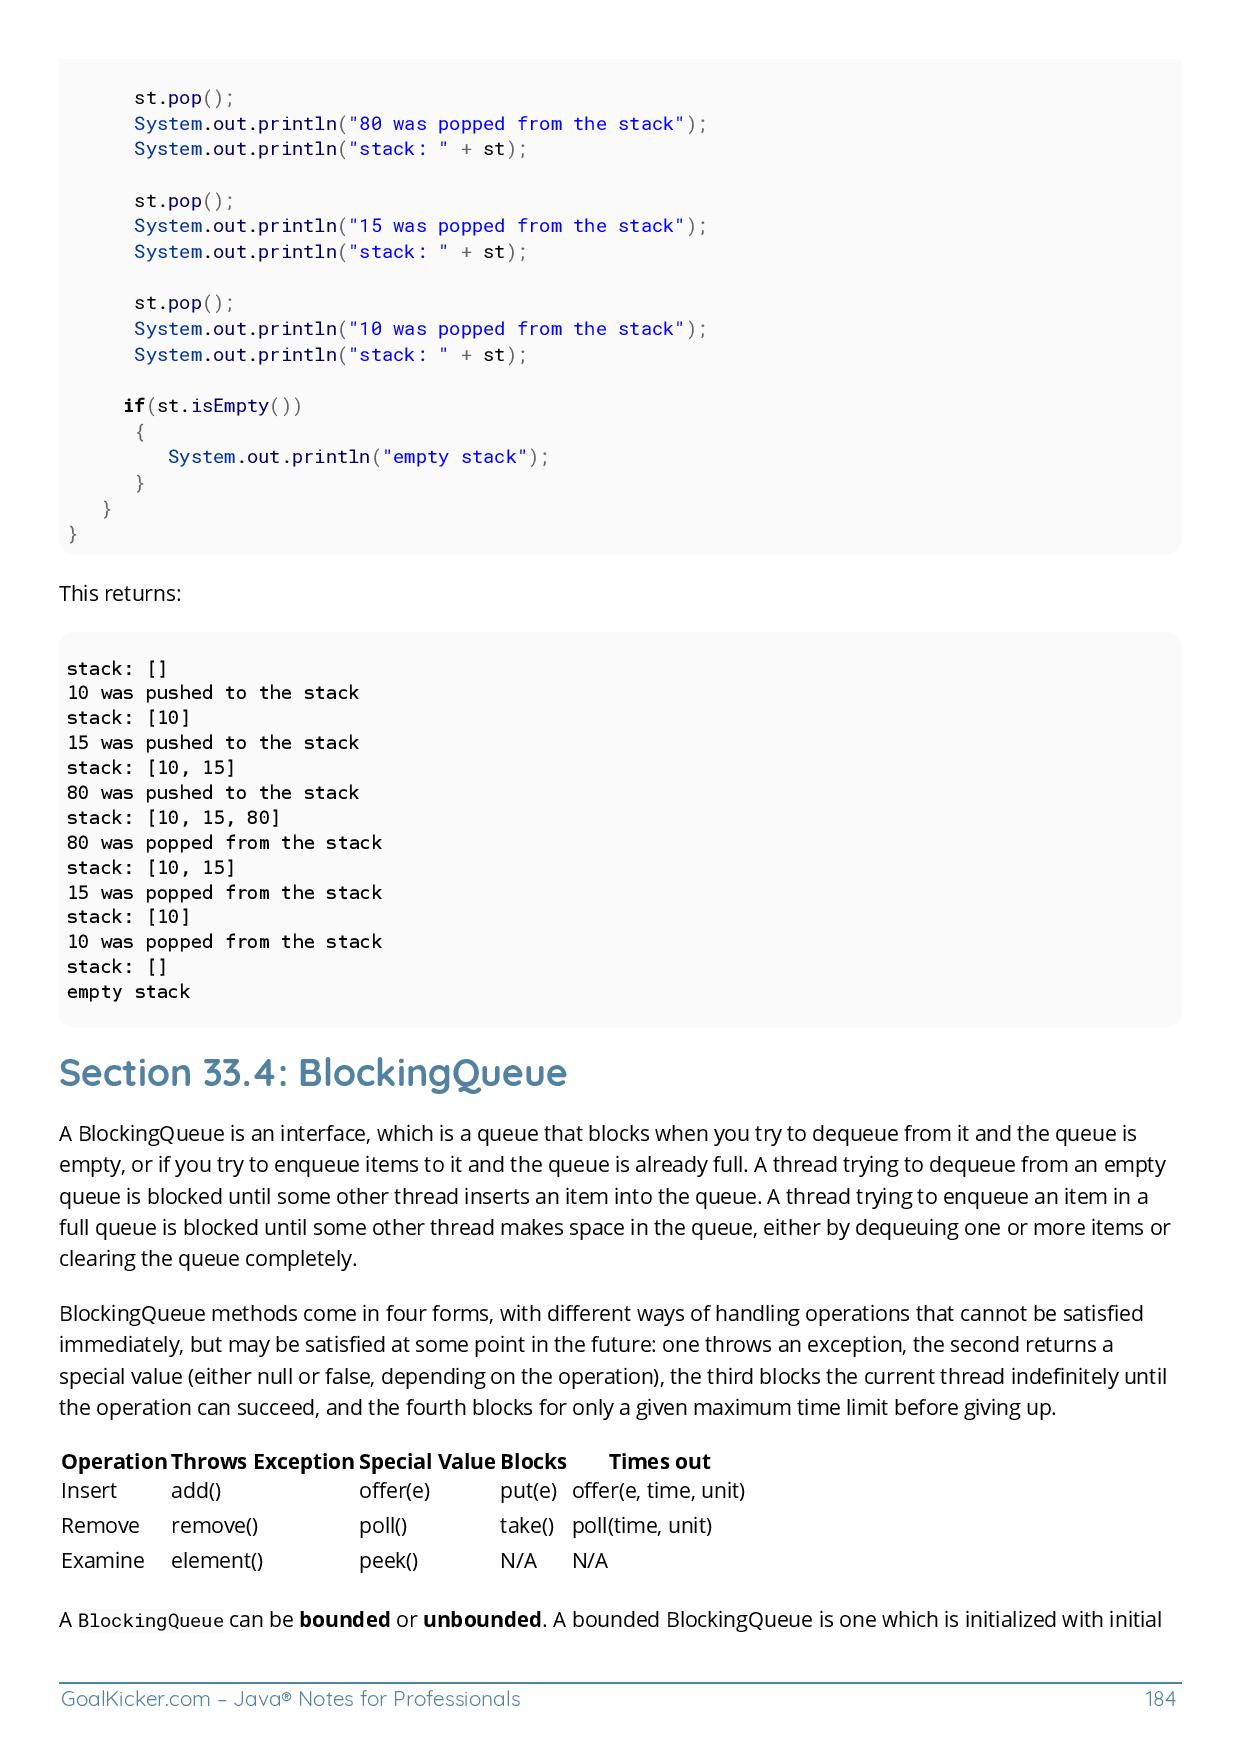 st.pop();
System.out.println("80 was popped from the stack");
System.out.println("stack: " + st);
st.pop();
System.out.println("15 was popped from the stack");
System.out.println("stack: " + st);
st.pop();
System.out.println("10 was popped from the stack");
System.out.println("stack: " + st);
if(st.isEmpty())
{
System.out.println("empty stack");
}
}
}
This returns:
stack: []
10 was pushed to the stack
stack: [10]
15 was pushed to the stack
stack: [10, 15]
80 was pushed to the stack
stack: [10, 15, 80]
80 was popped from the stack
stack: [10, 15]
15 was popped from the stack
stack: [10]
10 was popped from the stack
stack: []
empty stack
Section 33.4: BlockingQueue
A BlockingQueue is an interface, which is a queue that blocks when you try to dequeue from it and the queue is
empty, or if you try to enqueue items to it and the queue is already full. A thread trying to dequeue from an empty
queue is blocked until some other thread inserts an item into the queue. A thread trying to enqueue an item in a
full queue is blocked until some other thread makes space in the queue, either by dequeuing one or more items or
clearing the queue completely.
BlockingQueue methods come in four forms, with different ways of handling operations that cannot be satisfied
immediately, but may be satisfied at some point in the future: one throws an exception, the second returns a
special value (either null or false, depending on the operation), the third blocks the current thread indefinitely until
the operation can succeed, and the fourth blocks for only a given maximum time limit before giving up.
Operation Throws Exception Special Value Blocks Times out
Insert add() offer(e) put(e) offer(e, time, unit)
Remove remove() poll() take() poll(time, unit)
Examine element() peek() N/A N/A
A BlockingQueue can be bounded or unbounded. A bounded BlockingQueue is one which is initialized with initial
GoalKicker.com – Java® Notes for Professionals 184